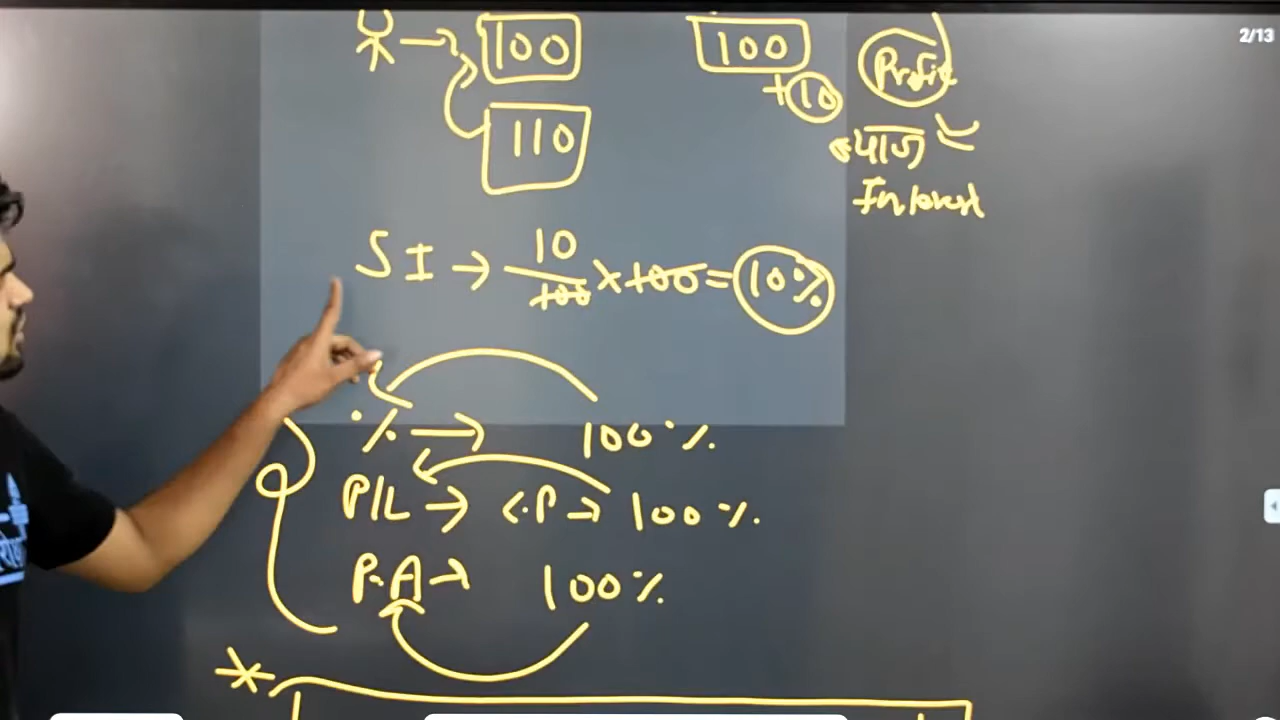 2/13
→ 100 100 Profit
+10
110
Interest
SI → 10/100 × 100 = 10%
% → 100%
P/L → C.P → 100%
P.A → 100%
*